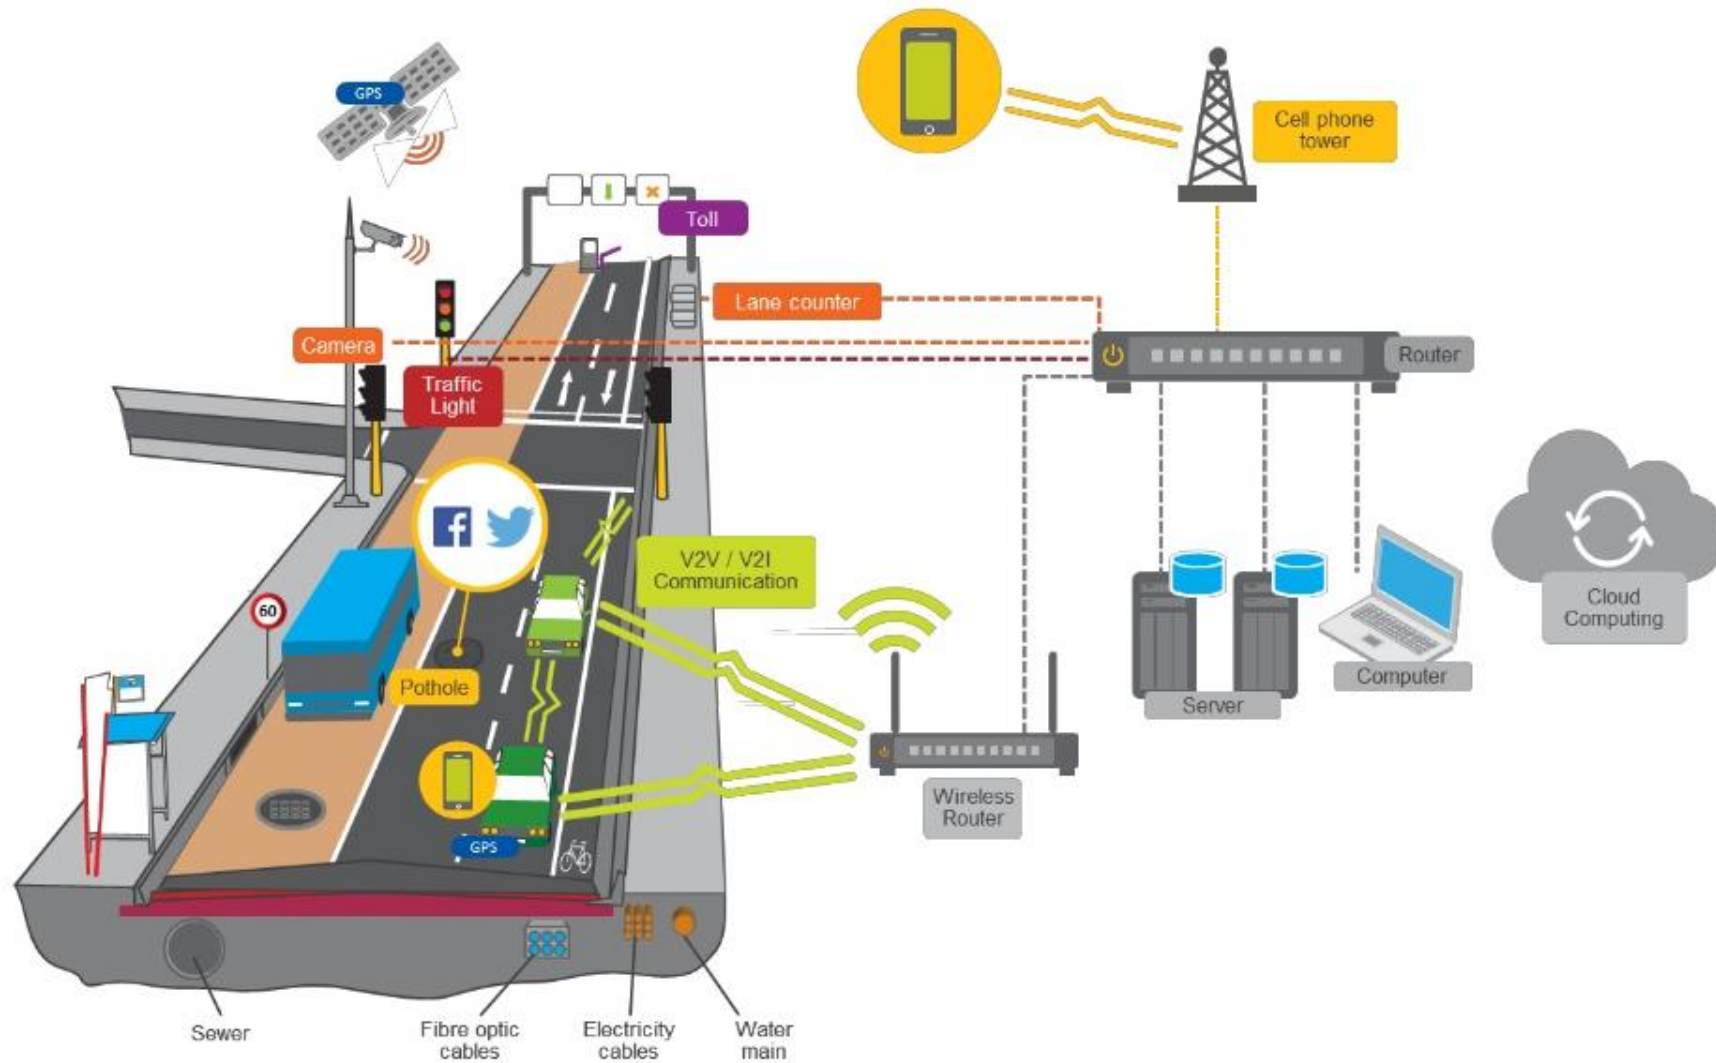 GPS
Cell phone
tower
Toll
Lane counter
Camera
Router
Traffic
Light
V2V / V2I
Communication
60
Cloud
Computing
Pothole
Computer
Server
Wireless
Router
GPS
Sewer
Fibre optic
cables
Electricity
cables
Water
main